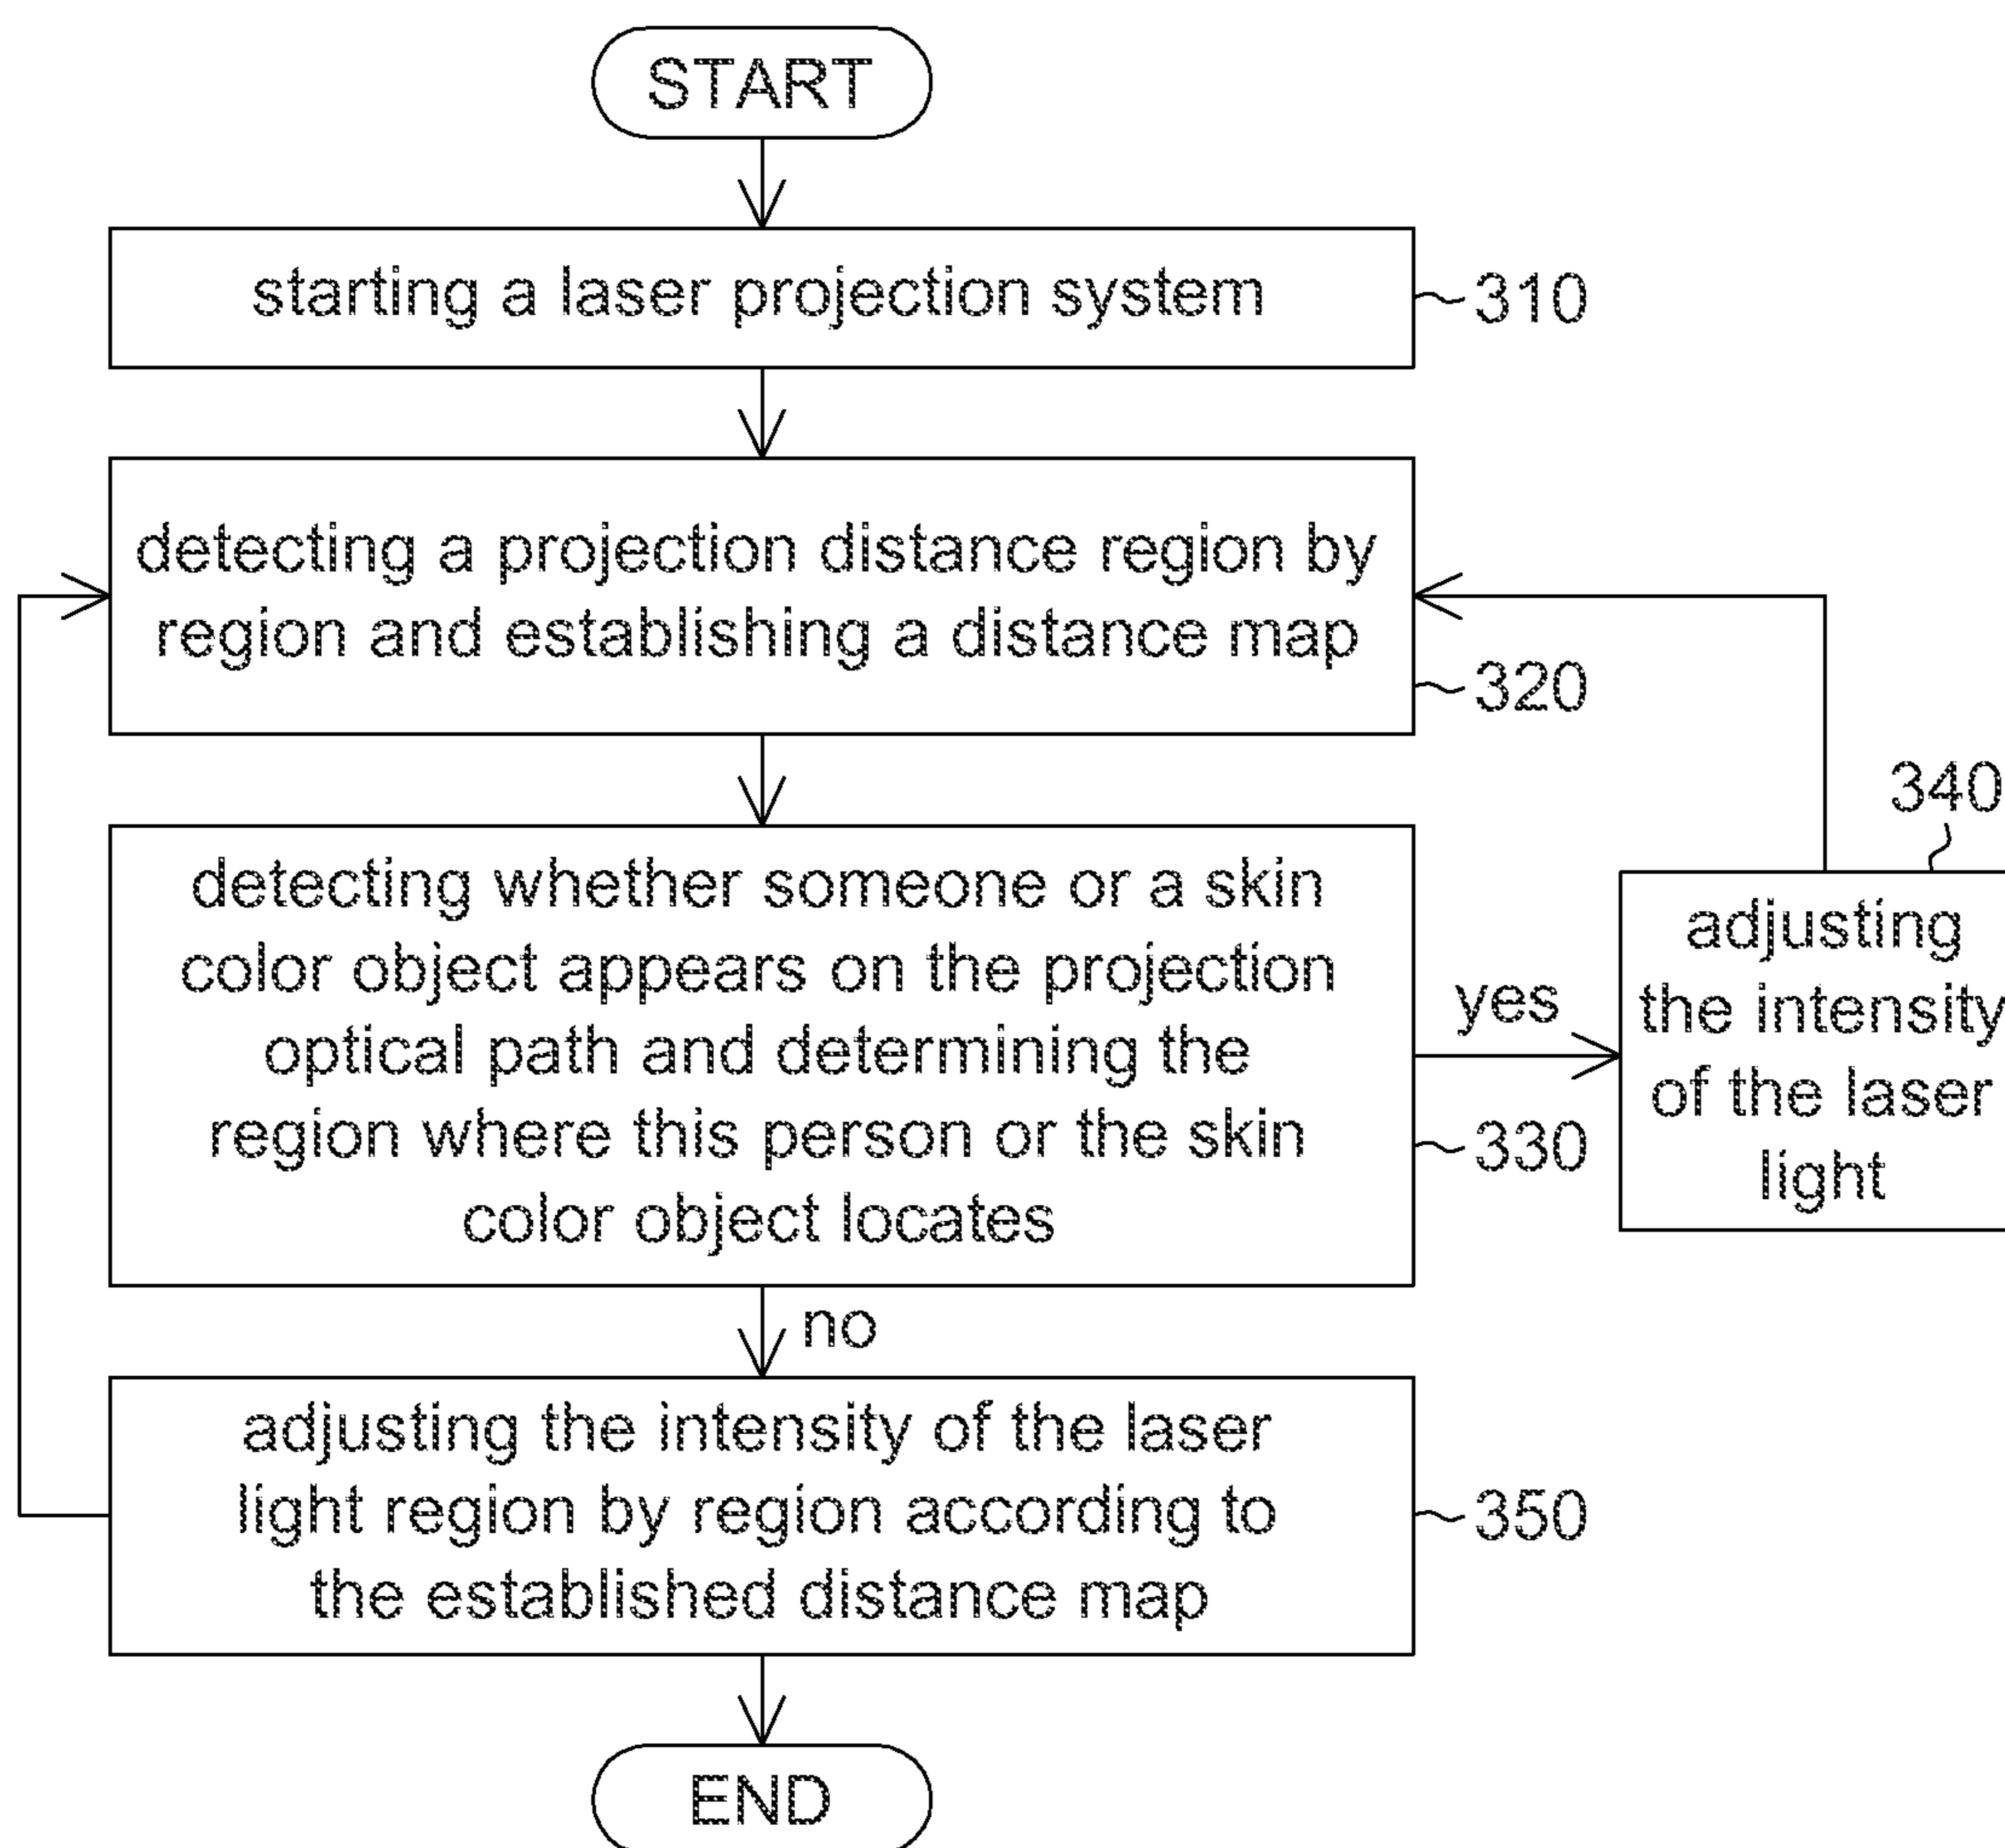 START
starting a laser projection system
310
detecting a projection distance region by
region and establishing a distance map
320
detecting whether someone or a skin
color object appears on the projection
optical path and determining the
region where this person or the skin
color object locates
330
yes
340
adjusting
the intensity
of the laser
light
no
adjusting the intensity of the laser
light region by region according to
the established distance map
350
END